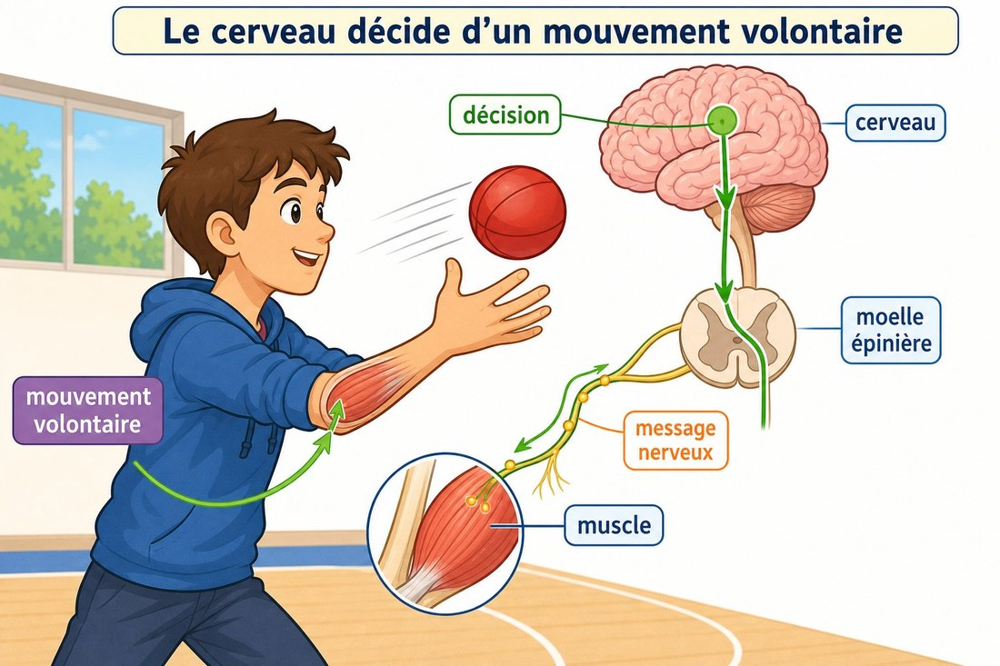 Le cerveau décide d'un mouvement volontaire
décision
cerveau
moelle
épinière
mouvement
volontaire
message
nerveux
muscle